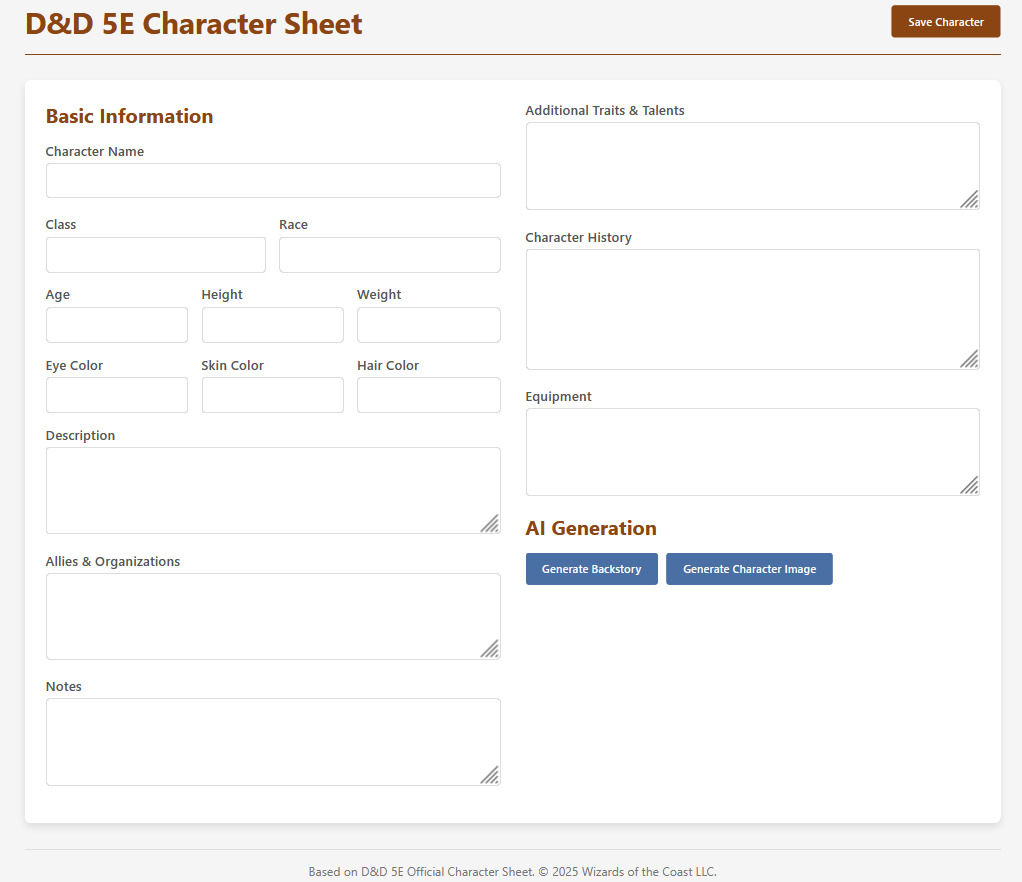 D&D 5E Character Sheet
Save Character
Basic Information
Character Name
Class Race
Age Height Weight
Eye Color Skin Color Hair Color
Description
Allies & Organizations
Notes
Additional Traits & Talents
Character History
Equipment
AI Generation
Generate Backstory Generate Character Image
Based on D&D 5E Official Character Sheet. © 2025 Wizards of the Coast LLC.